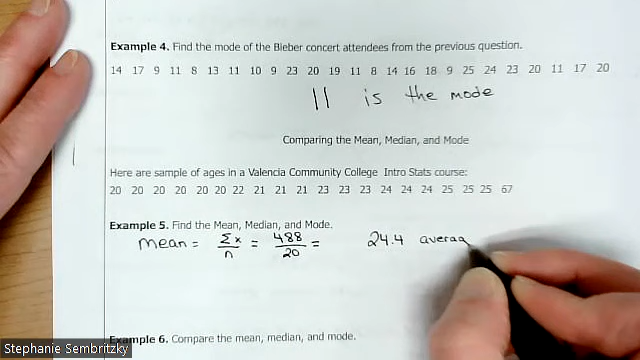 Example 4. Find the mode of the Bieber concert attendees from the previous question.
14 17 9 11 8 13 11 10 9 23 20 19 11 8 14 16 18 9 25 24 23 20 11 17 20
11 is the mode
Comparing the Mean, Median, and Mode
Here are sample of ages in a Valencia Community College Intro Stats course:
20 20 20 20 20 20 22 21 21 21 23 23 23 24 24 24 25 25 25 67
Example 5. Find the Mean, Median, and Mode.
mean = Σx/n = 488/20 = 24.4 averag
Example 6. Compare the mean, median, and mode.
Stephanie Sembritzky